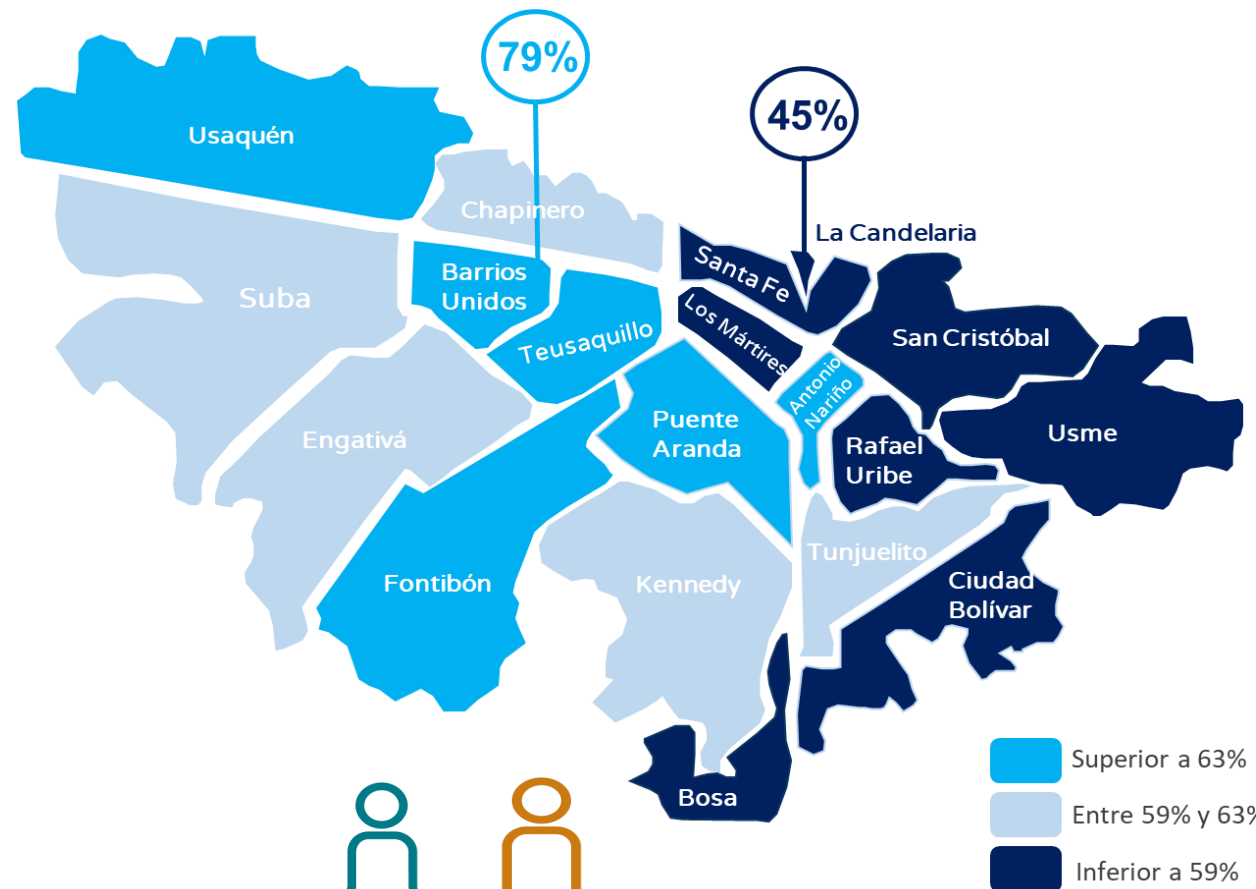 79%
45%
Usaquén
Chapinero
La Candelaria
Santa Fe
Barrios
Unidos
Suba
Los Mártires
Teusaquillo
San Cristóbal
Antonio
Nariño
Puente
Aranda
Engativá
Rafael
Uribe
Usme
Tunjuelito
Fontibón
Kennedy
Ciudad
Bolívar
Bosa
Superior a 63%
Entre 59% y 63%
Inferior a 59%